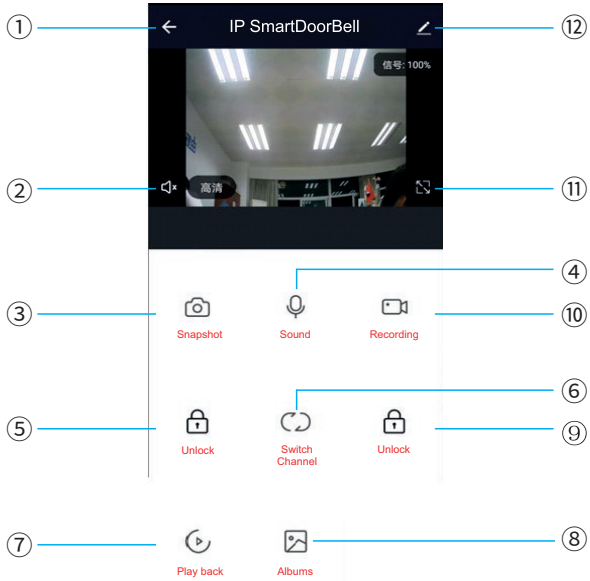 ① IP SmartDoorBell ⑫
信号: 100%
② 高清 ⑪
④
③ Snapshot Sound Recording ⑩
⑥
⑤ Unlock Switch Unlock ⑨
Channel
⑦ ⑧
Play back Albums